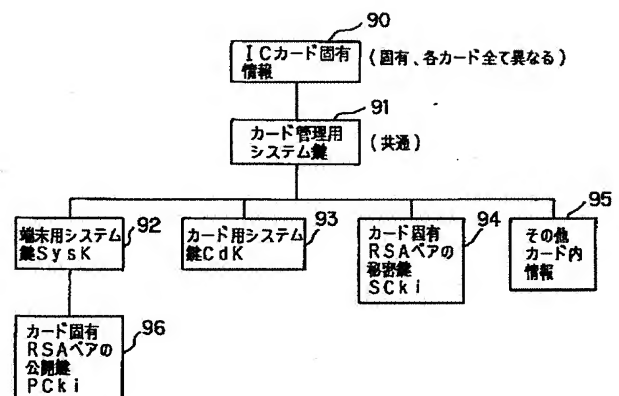 90
ICカード固有
情報
(固有、各カード全て異なる)
91
カード管理用
システム鍵
(共通)
92
端末用システム
鍵SysK
93
カード用システム
鍵CdK
94
カード固有
RSAペアの
秘密鍵
SCki
95
その他
カード内
情報
96
カード固有
RSAペアの
公開鍵
PCki